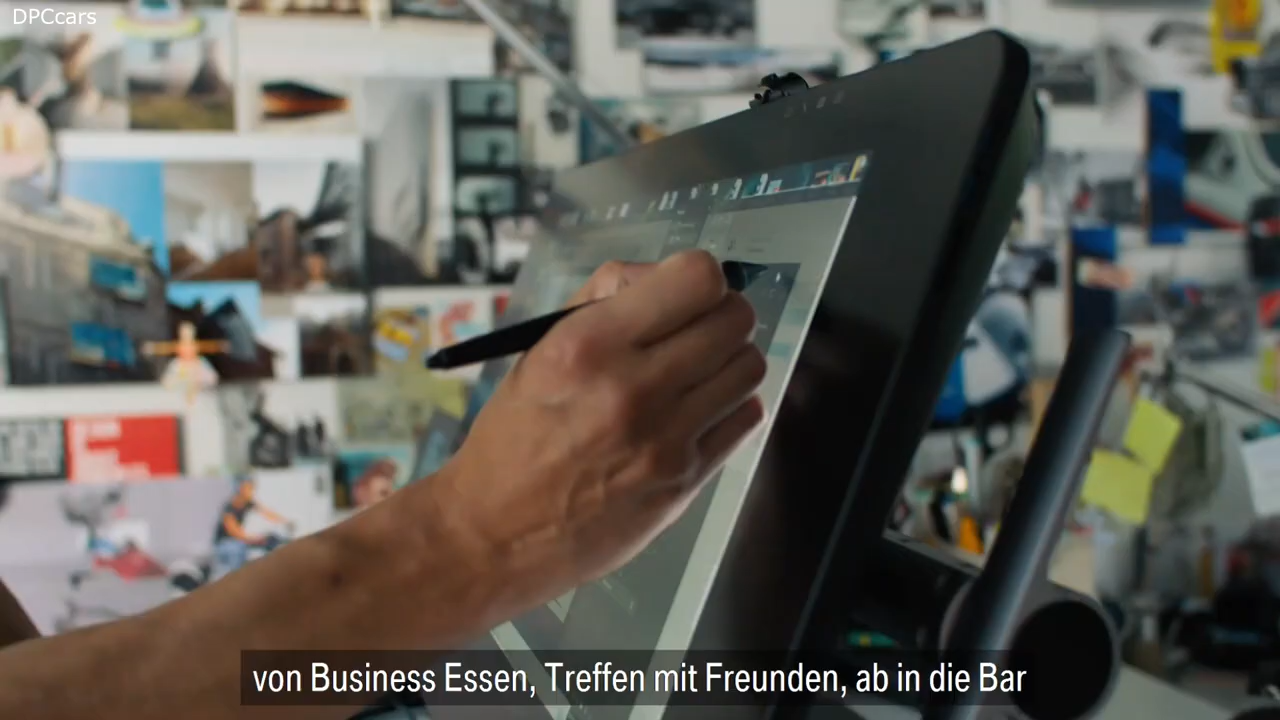 DPCcars
von Business Essen, Treffen mit Freunden, ab in die Bar